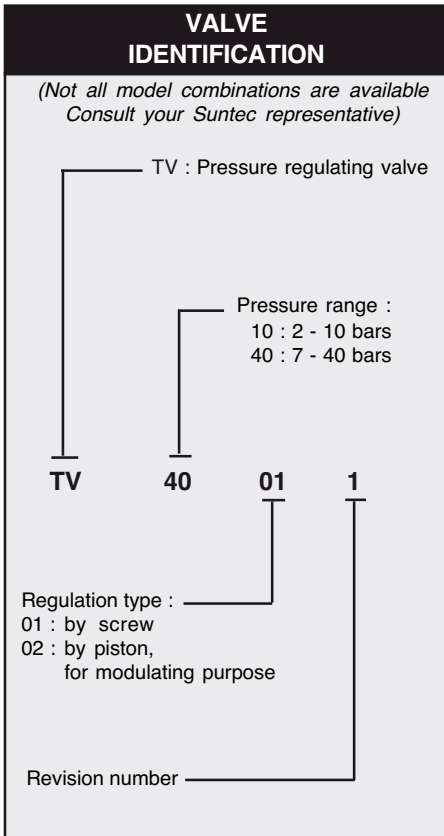 VALVE
IDENTIFICATION
(Not all model combinations are available
Consult your Suntec representative)
TV : Pressure regulating valve
Pressure range :
10 : 2 - 10 bars
40 : 7 - 40 bars
TV 40 01 1
Regulation type :
01 : by screw
02 : by piston,
for modulating purpose
Revision number